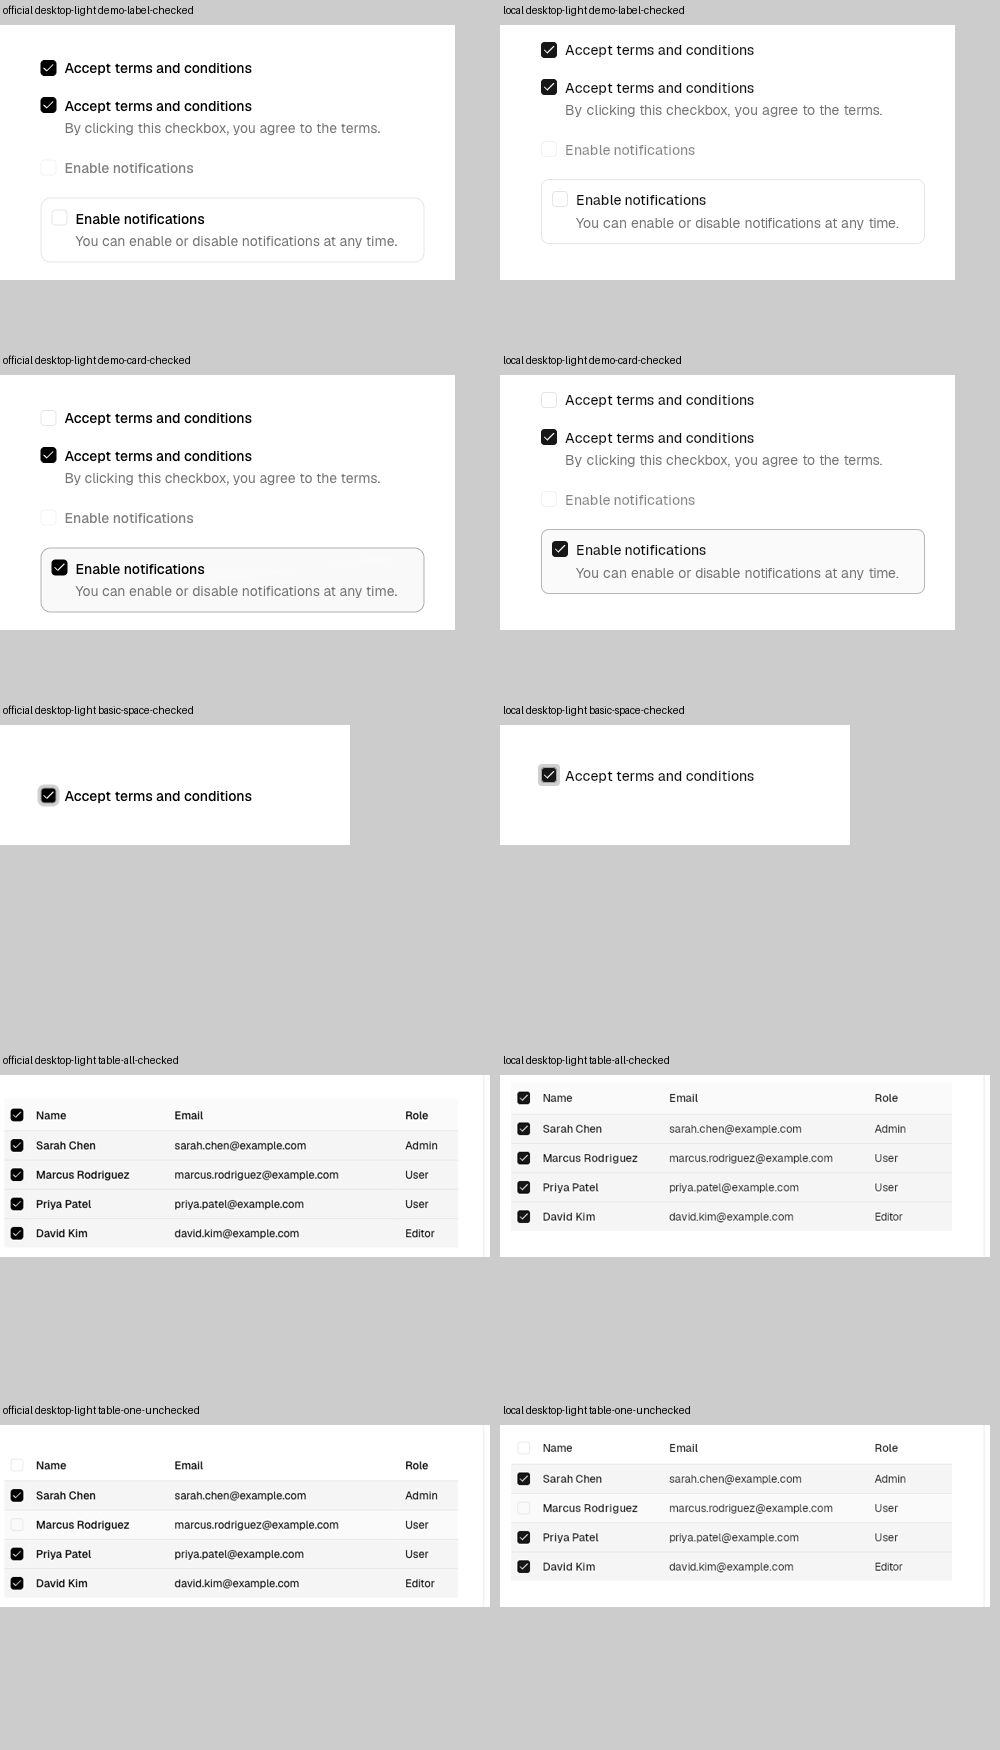 official desktop-light demo-label-checked
Accept terms and conditions
Accept terms and conditions
By clicking this checkbox, you agree to the terms.
Enable notifications
Enable notifications
You can enable or disable notifications at any time.
local desktop-light demo-label-checked
Accept terms and conditions
Accept terms and conditions
By clicking this checkbox, you agree to the terms.
Enable notifications
Enable notifications
You can enable or disable notifications at any time.
official desktop-light demo-card-checked
Accept terms and conditions
Accept terms and conditions
By clicking this checkbox, you agree to the terms.
Enable notifications
Enable notifications
You can enable or disable notifications at any time.
local desktop-light demo-card-checked
Accept terms and conditions
Accept terms and conditions
By clicking this checkbox, you agree to the terms.
Enable notifications
Enable notifications
You can enable or disable notifications at any time.
official desktop-light basic-space-checked
Accept terms and conditions
local desktop-light basic-space-checked
Accept terms and conditions
official desktop-light table-all-checked
Name Email Role
Sarah Chen sarah.chen@example.com Admin
Marcus Rodriguez marcus.rodriguez@example.com User
Priya Patel priya.patel@example.com User
David Kim david.kim@example.com Editor
local desktop-light table-all-checked
Name Email Role
Sarah Chen sarah.chen@example.com Admin
Marcus Rodriguez marcus.rodriguez@example.com User
Priya Patel priya.patel@example.com User
David Kim david.kim@example.com Editor
official desktop-light table-one-unchecked
Name Email Role
Sarah Chen sarah.chen@example.com Admin
Marcus Rodriguez marcus.rodriguez@example.com User
Priya Patel priya.patel@example.com User
David Kim david.kim@example.com Editor
local desktop-light table-one-unchecked
Name Email Role
Sarah Chen sarah.chen@example.com Admin
Marcus Rodriguez marcus.rodriguez@example.com User
Priya Patel priya.patel@example.com User
David Kim david.kim@example.com Editor